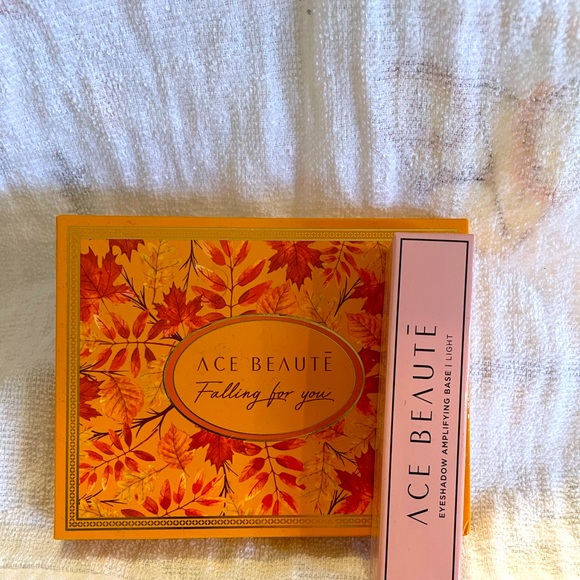 ACE BEAUTĒ
Falling for you
ACE BEAUTĒ
EYESHADOW AMPLIFYING BASE | LIGHT